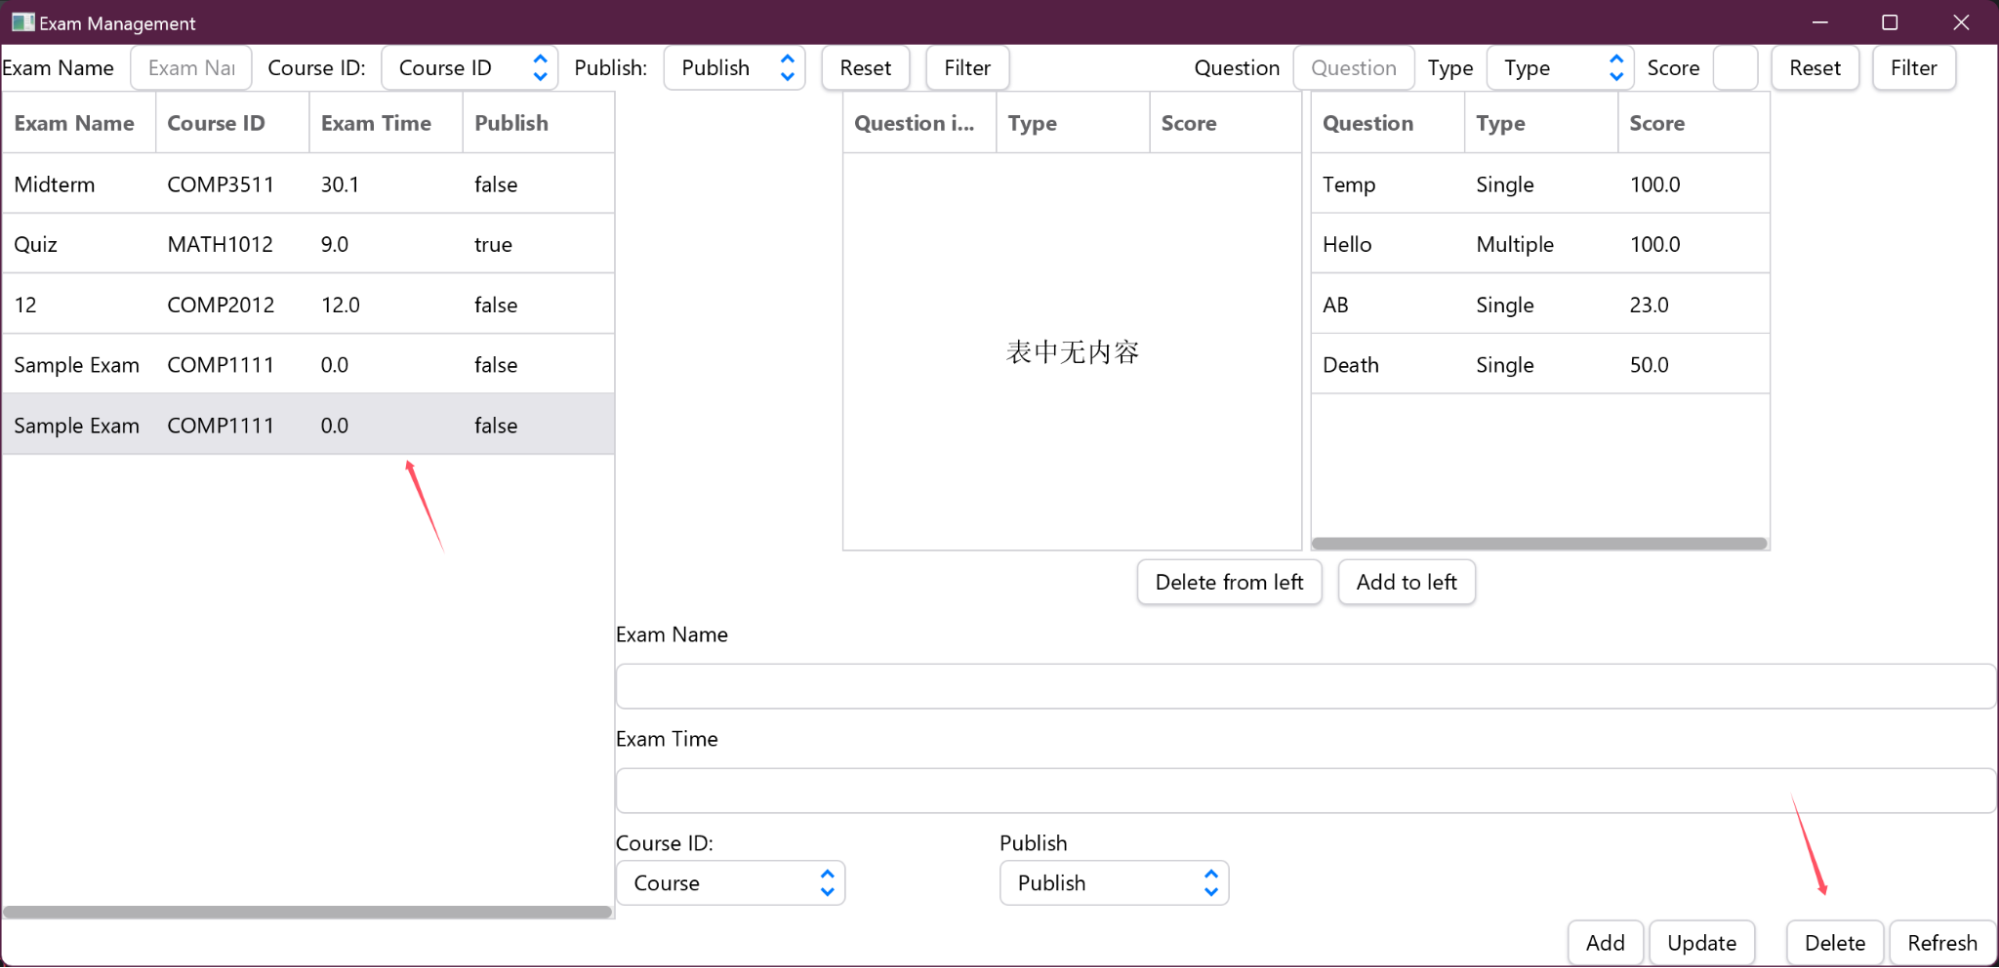 Exam Management
Exam Name Exam Nar Course ID: Course ID Publish: Publish Reset Filter Question Question Type Type Score Reset Filter
Exam Name Course ID Exam Time Publish
Midterm COMP3511 30.1 false
Quiz MATH1012 9.0 true
12 COMP2012 12.0 false
Sample Exam COMP1111 0.0 false
Sample Exam COMP1111 0.0 false
Question i... Type Score
表中无内容
Question Type Score
Temp Single 100.0
Hello Multiple 100.0
AB Single 23.0
Death Single 50.0
Delete from left Add to left
Exam Name
Exam Time
Course ID: Publish
Course Publish
Add Update Delete Refresh